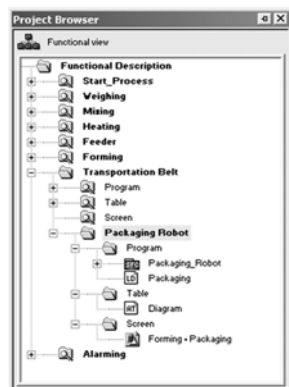 Project Browser
Functional view
Functional Description
Start_Process
Weighing
Mixing
Heating
Feeder
Forming
Transportation Belt
Program
Table
Screen
Packaging Robot
Program
SFC Packaging_Robot
LD Packaging
Table
AT Diagram
Screen
Forming - Packaging
Alarming